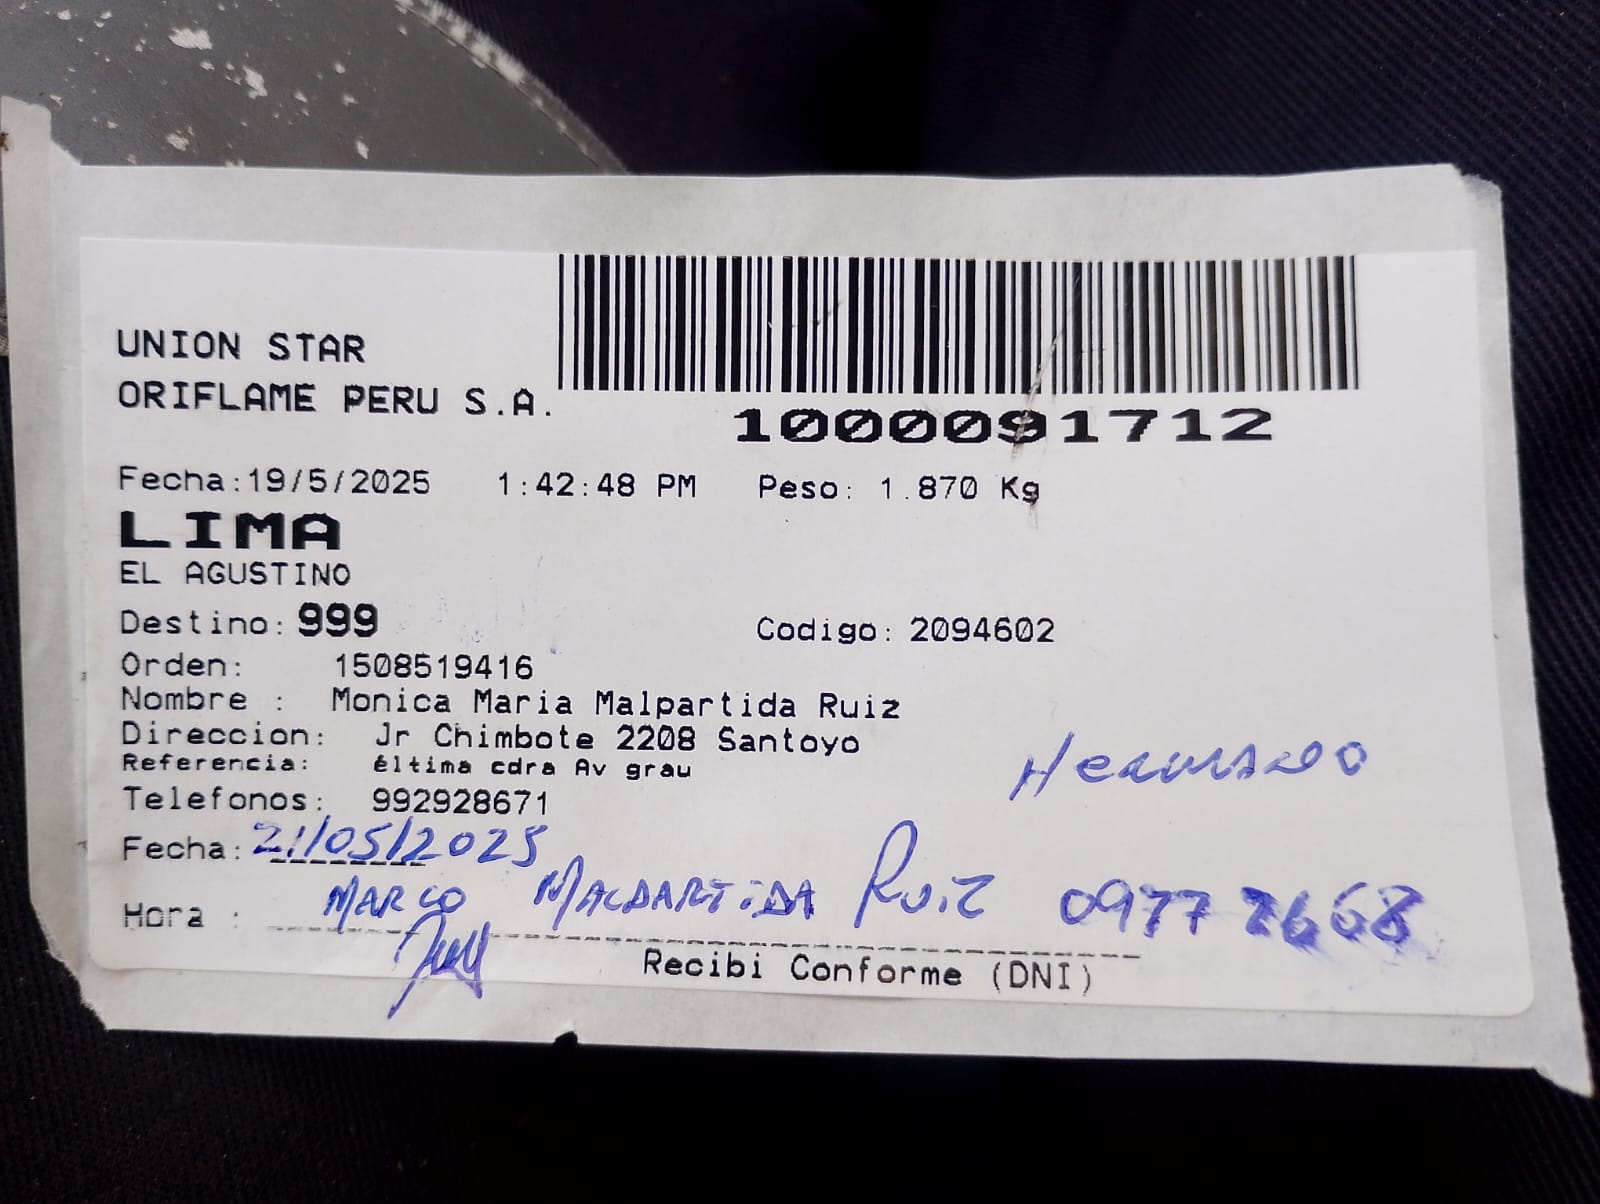 UNION STAR
ORIFLAME PERU S.A.
1000091712
Fecha:19/5/2025 1:42:48 PM Peso: 1.870 Kg
LIMA
EL AGUSTINO
Destino: 999 Codigo: 2094602
Orden: 1508519416
Nombre : Monica Maria Malpartida Ruiz
Direccion: Jr Chimbote 2208 Santoyo
Referencia: éltima cdra Av grau
Hermano
Telefonos: 992928671
Fecha: 21/05/2025
Hora : MARCO MALPARTIDA RUIZ
Recibi Conforme (DNI)